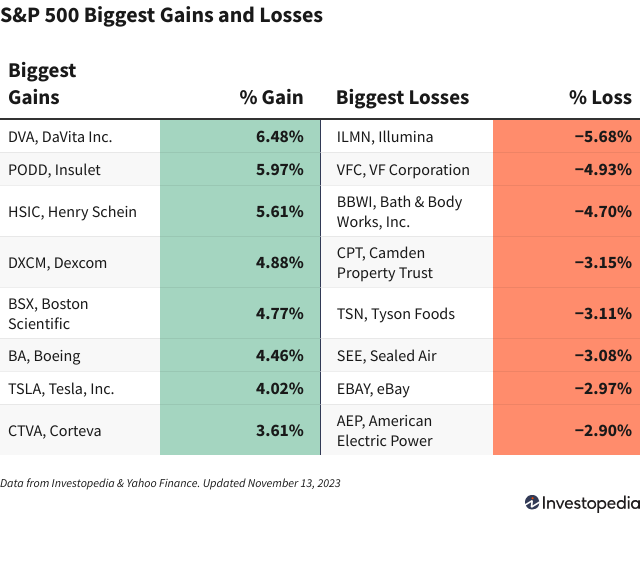 S&P 500 Biggest Gains and Losses
Biggest
Gains % Gain Biggest Losses % Loss
DVA, DaVita Inc. 6.48% ILMN, Illumina −5.68%
PODD, Insulet 5.97% VFC, VF Corporation −4.93%
HSIC, Henry Schein 5.61% BBWI, Bath & Body
Works, Inc. −4.70%
DXCM, Dexcom 4.88% CPT, Camden
Property Trust −3.15%
BSX, Boston
Scientific 4.77% TSN, Tyson Foods −3.11%
BA, Boeing 4.46% SEE, Sealed Air −3.08%
TSLA, Tesla, Inc. 4.02% EBAY, eBay −2.97%
CTVA, Corteva 3.61% AEP, American
Electric Power −2.90%
Data from Investopedia & Yahoo Finance. Updated November 13, 2023
Investopedia